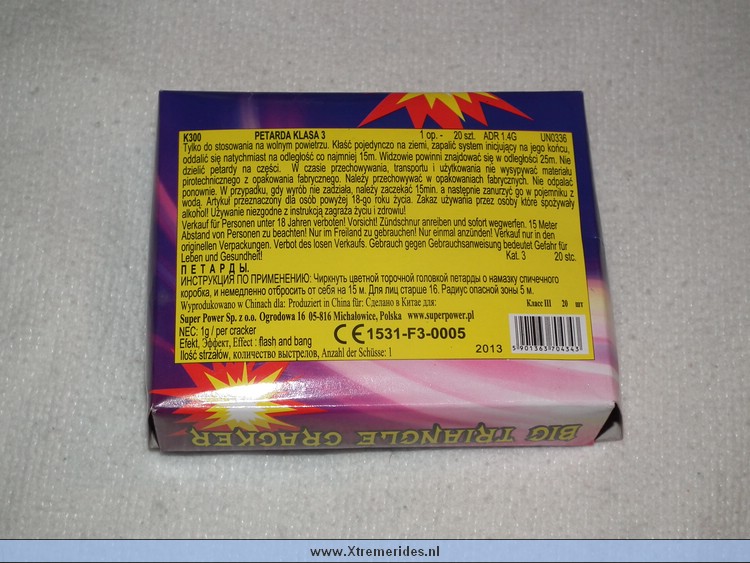 K300 PETARDA KLASA 3 1 op. - 20 szt. ADR 1.4G UN0336
Tylko do stosowania na wolnym powietrzu. Kłaść pojedynczo na ziemi, zapalić system inicjujący na jego końcu,
oddalić się natychmiast na odległość co najmniej 15m. Widzowie powinni znajdować się w odległości 25m. Nie
dzielić petardy na części. W czasie przechowywania, transportu i użytkowania nie wyzywać materiału
pirotechnicznego z opakowania fabrycznego. Należy przechowywać w opakowaniach fabrycznych. Nie odpalać
ponownie. W przypadku, gdy wyrób nie zadziała, należy zaczekać 15min. a następnie zanurzyć go w pojemniku z
wodą. Artykuł przeznaczony dla osób powyżej 18-go roku życia. Zakaz używania przez osoby które spożywały
alkohol! Używanie niezgodne z instrukcją zagraża życiu i zdrowiu!
Verkauf für Personen unter 18 Jahren verboten! Vorsicht! Zündschnur anreiben und sofort wegwerfen. 15 Meter
Abstand von Personen zu beachten! Nur im Freiland zu gebrauchen! Nur einmal anzünden! Verkauf nur in den
originellen Verpackungen. Verbot des losen Verkaufs. Gebrauch gegen Gebrauchsanweisung bedeutet Gefahr für
Leben und Gesundheit! Kat. 3 20 stc.
ПЕТАРДЫ.
ИНСТРУКЦИЯ ПО ПРИМЕНЕНИЮ: Чиркнуть цветной торочной головкой петарды о намазку спичечного
коробка, и немедленно отбросить от себя на 15 м. Для лиц старше 16. Радиус опасной зоны 5 м.
Wyprodukowano w Chinach dla: Produziert in China für: Сделано в Китае для: Класс III 20 шт
Super Power Sp. z o.o. Ogrodowa 16 05-816 Michałowice, Polska www.superpower.pl
NEC: 1g / per cracker
CE 1531-F3-0005
Efekt, Эффект, Effect : flash and bang
2013
5 901363 704343
Ilość strzałów, количество выстрелов, Anzahl der Schüsse: 1
BIG TRIANGLE CRACKER
www.Xtremerides.nl